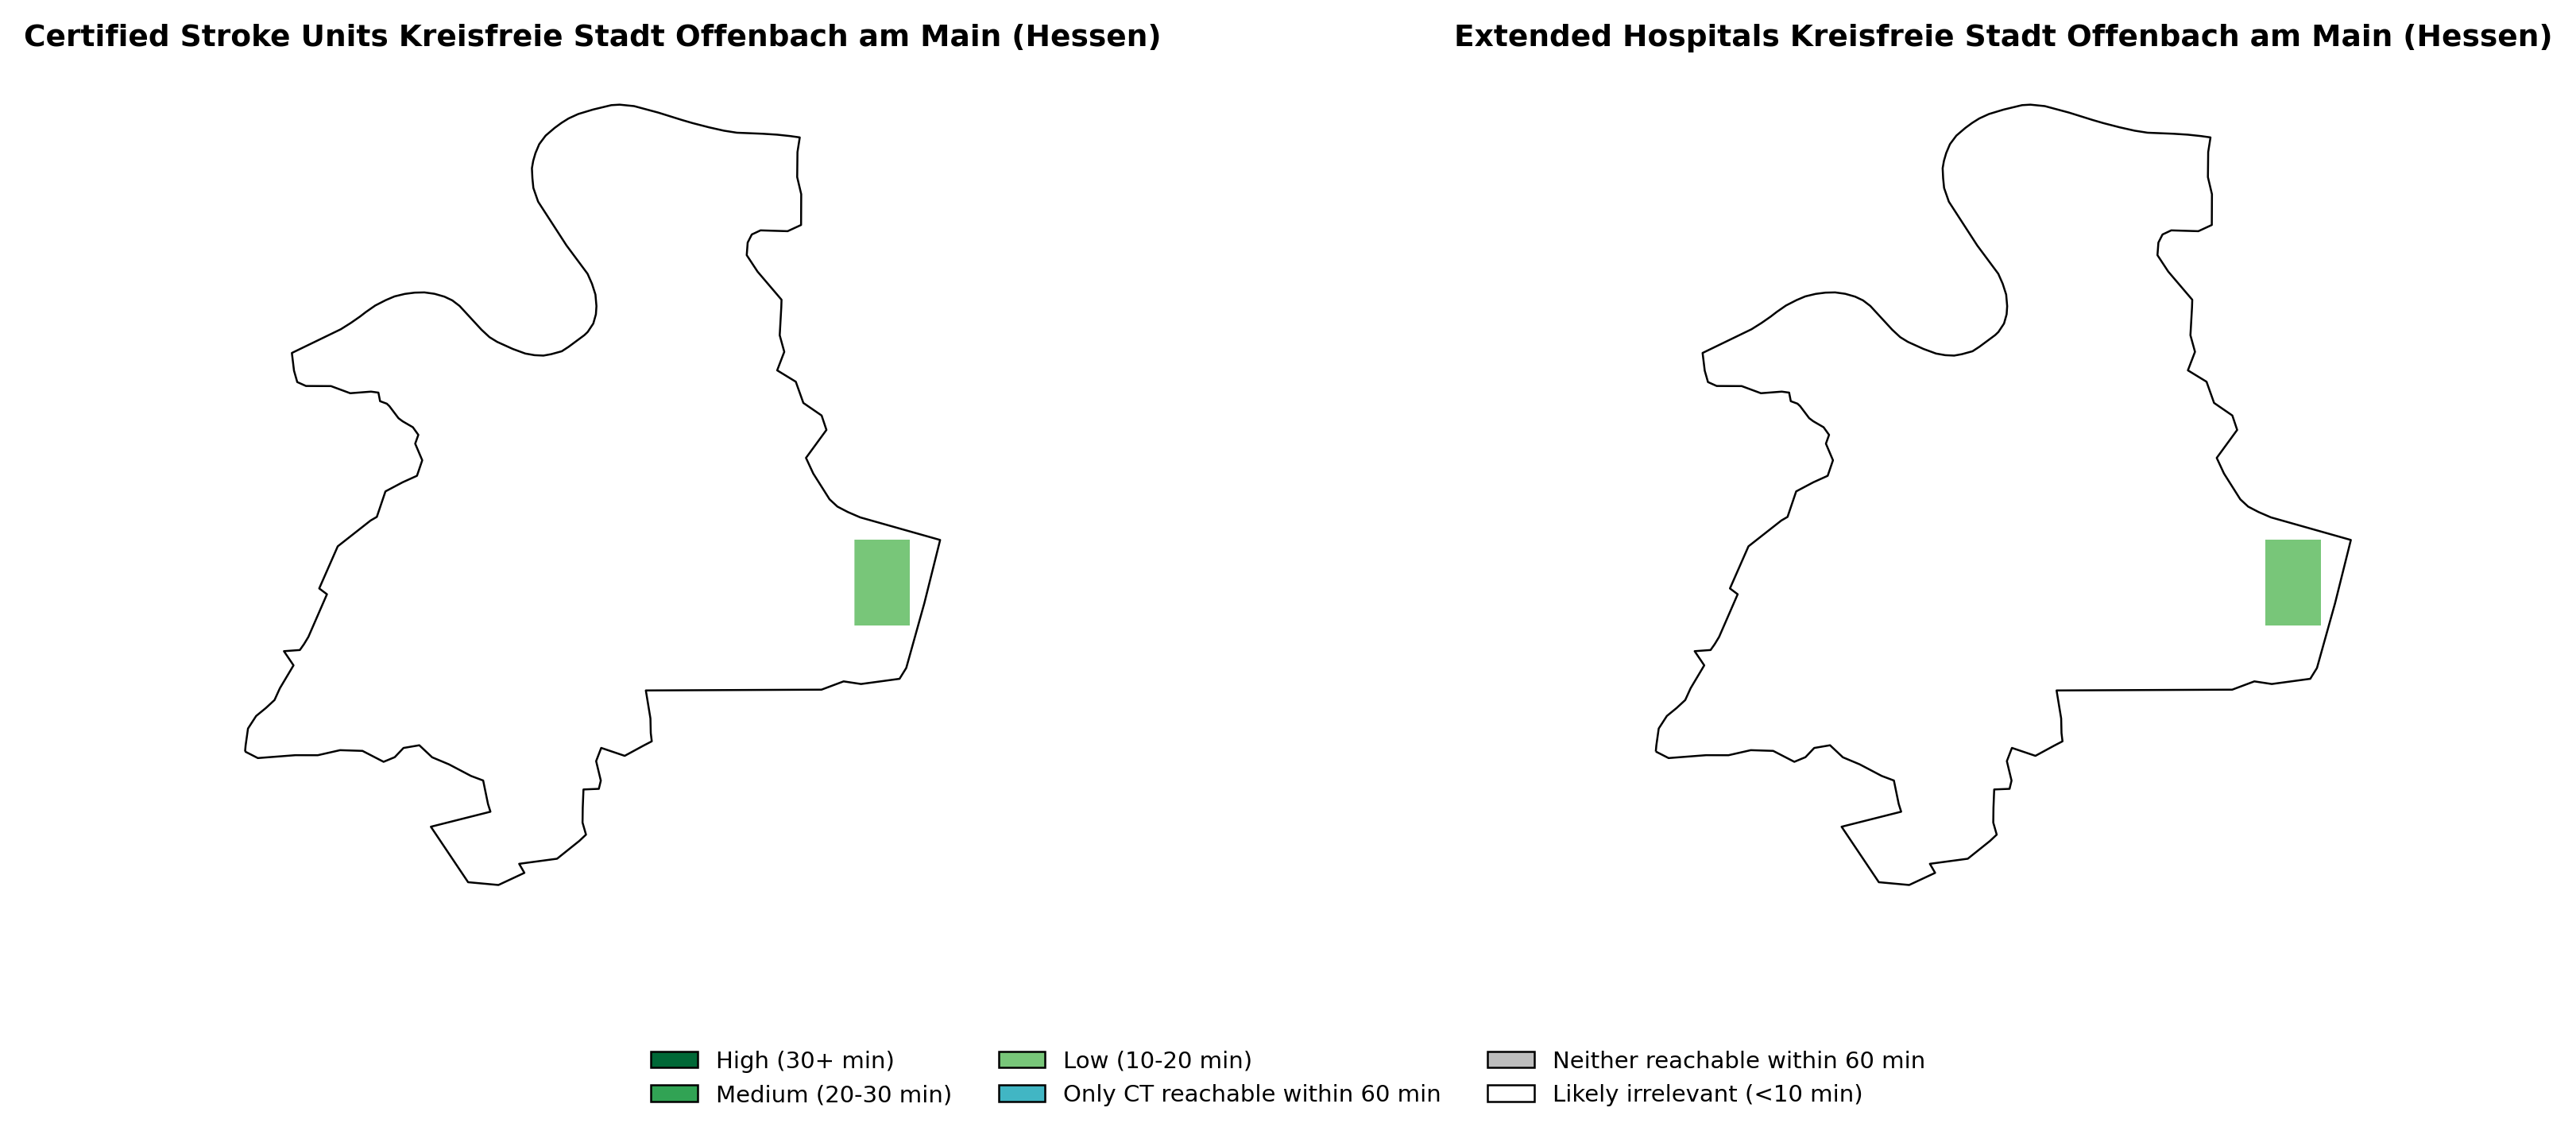 Certified Stroke Units Kreisfreie Stadt Offenbach am Main (Hessen)
Extended Hospitals Kreisfreie Stadt Offenbach am Main (Hessen)
High (30+ min)
Medium (20-30 min)
Low (10-20 min)
Only CT reachable within 60 min
Neither reachable within 60 min
Likely irrelevant (<10 min)